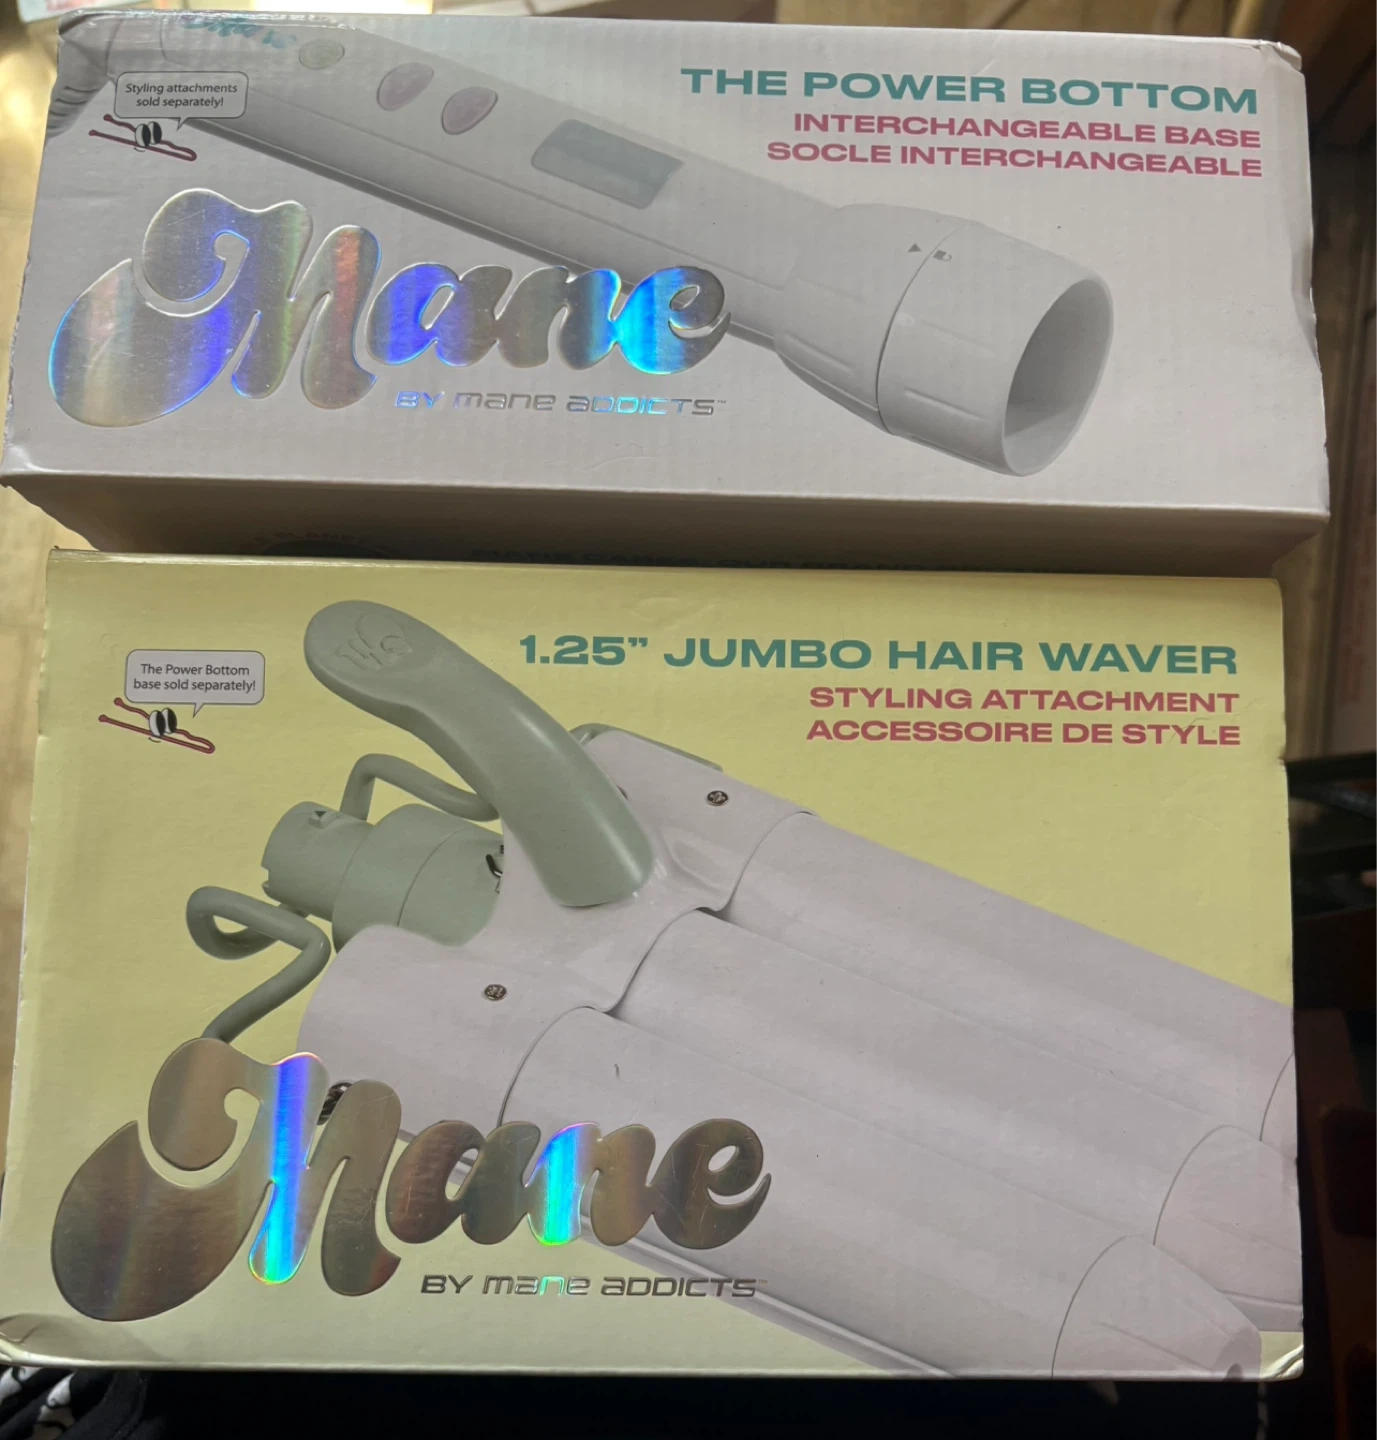 Styling attachments
sold separately!
THE POWER BOTTOM
INTERCHANGEABLE BASE
SOCLE INTERCHANGEABLE
Mane
BY mane ADDICTS™
1.25” JUMBO HAIR WAVER
STYLING ATTACHMENT
ACCESSOIRE DE STYLE
The Power Bottom
base sold separately!
Mane
BY mane ADDICTS™